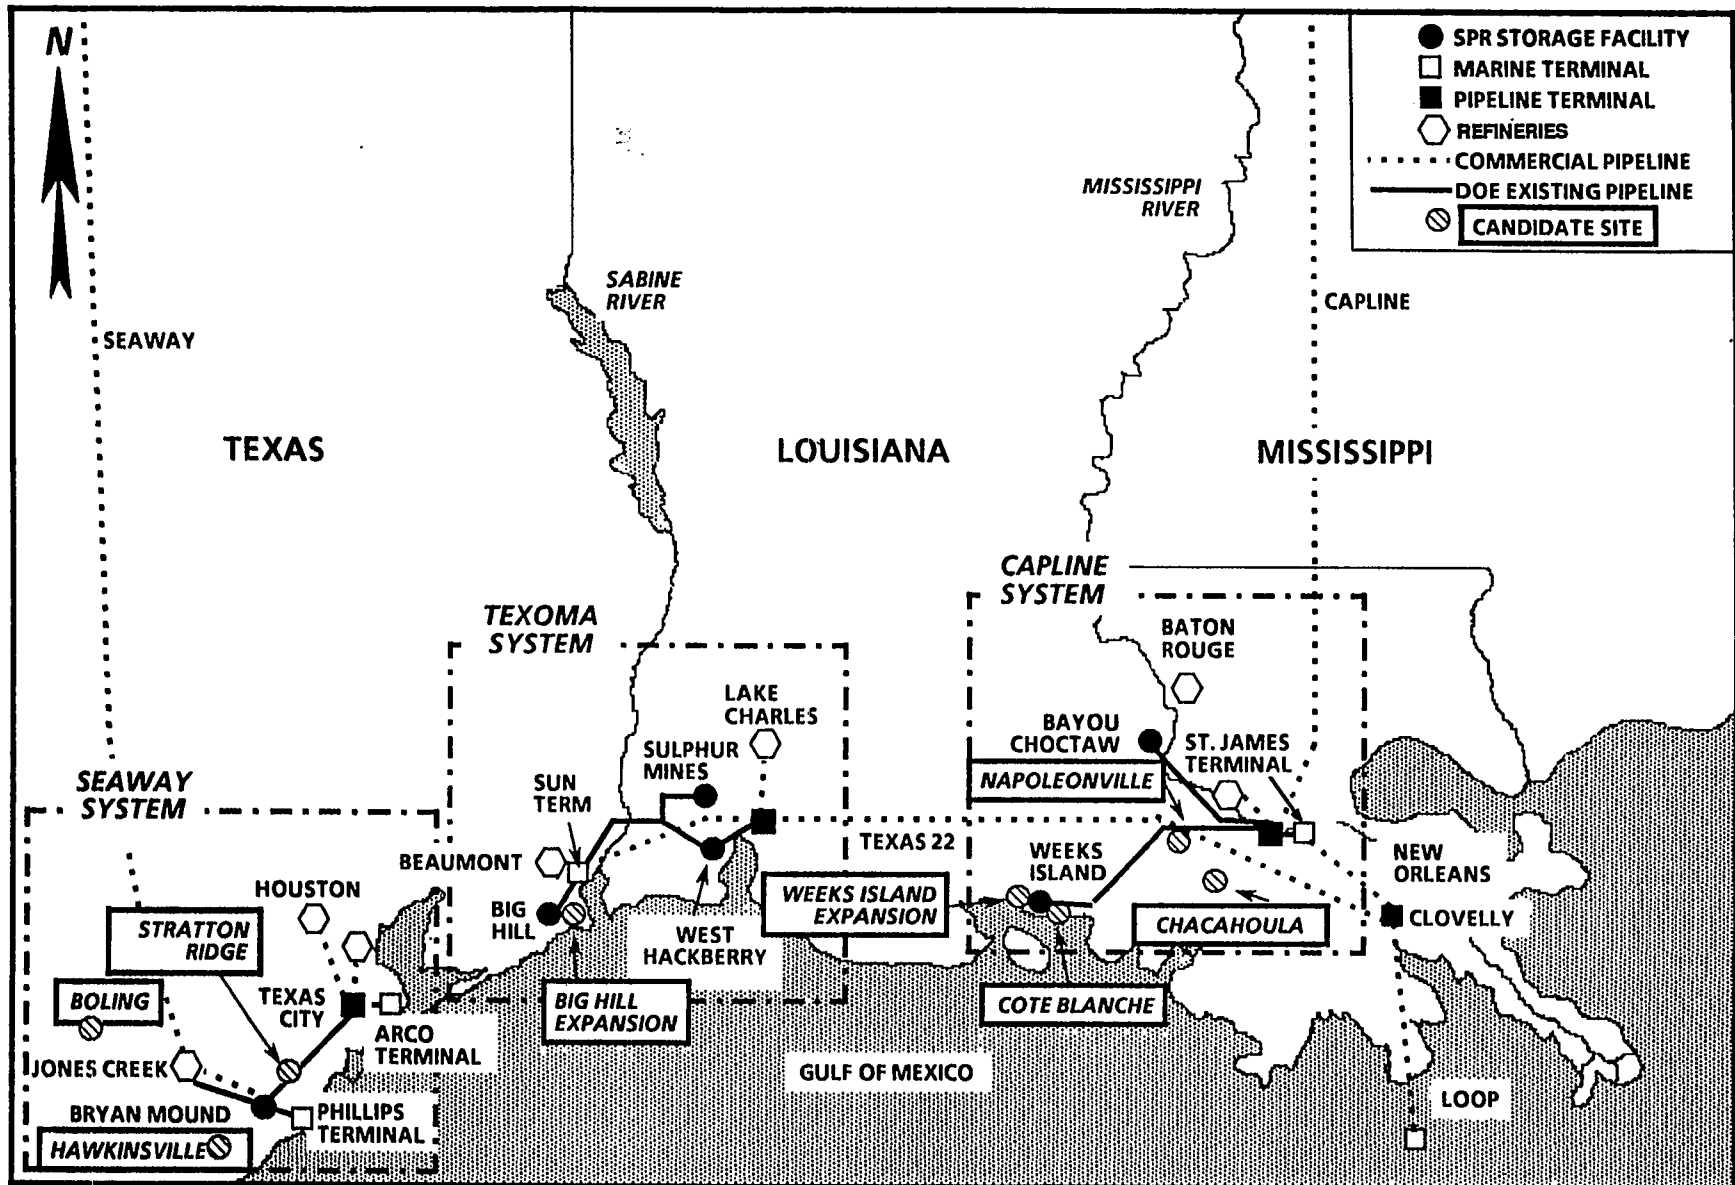 N
SPR STORAGE FACILITY
MARINE TERMINAL
PIPELINE TERMINAL
REFINERIES
COMMERCIAL PIPELINE
DOE EXISTING PIPELINE
CANDIDATE SITE
MISSISSIPPI
RIVER
SABINE
RIVER
CAPLINE
SEAWAY
TEXAS
LOUISIANA
MISSISSIPPI
CAPLINE
SYSTEM
TEXOMA
SYSTEM
BATON
ROUGE
LAKE
CHARLES
BAYOU
CHOCTAW
ST. JAMES
TERMINAL
SULPHUR
MINES
NAPOLEONVILLE
SEAWAY
SYSTEM
SUN
TERM
TEXAS 22
BEAUMONT
WEEKS
ISLAND
NEW
ORLEANS
HOUSTON
WEEKS ISLAND
EXPANSION
BIG
HILL
STRATTON
RIDGE
WEST
HACKBERRY
CHACAHOULA
CLOVELLY
BOLING
TEXAS
CITY
BIG HILL
EXPANSION
COTE BLANCHE
ARCO
TERMINAL
JONES CREEK
GULF OF MEXICO
LOOP
BRYAN MOUND
PHILLIPS
TERMINAL
HAWKINSVILLE